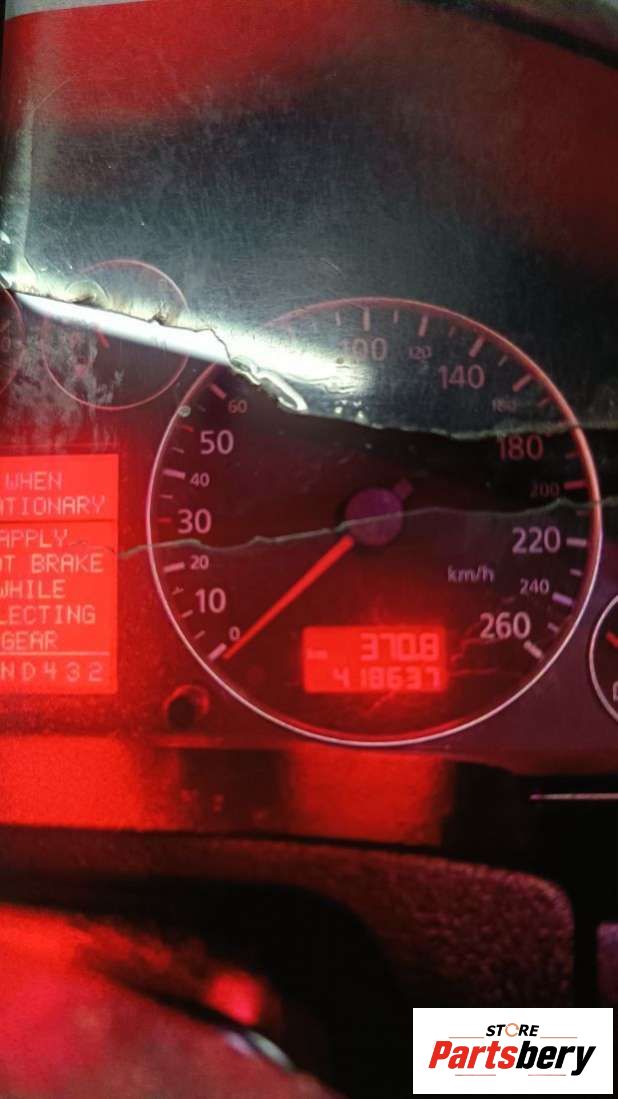 WHEN
ATIONARY
APPLY
OT BRAKE
WHILE
LECTING
GEAR
ND432
0
10
20
30
40
50
60
100
120
140
160
180
200
220
240
260
km/h
370.8
418637
STORE
Partsbery